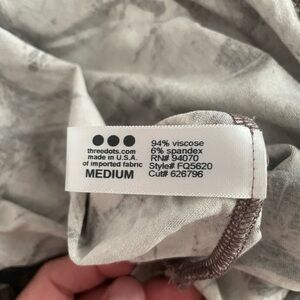 threedots.com
made in U.S.A.
of imported fabric
MEDIUM
94% viscose
6% spandex
RN# 94070
Style# FQ5620
Cut# 626796